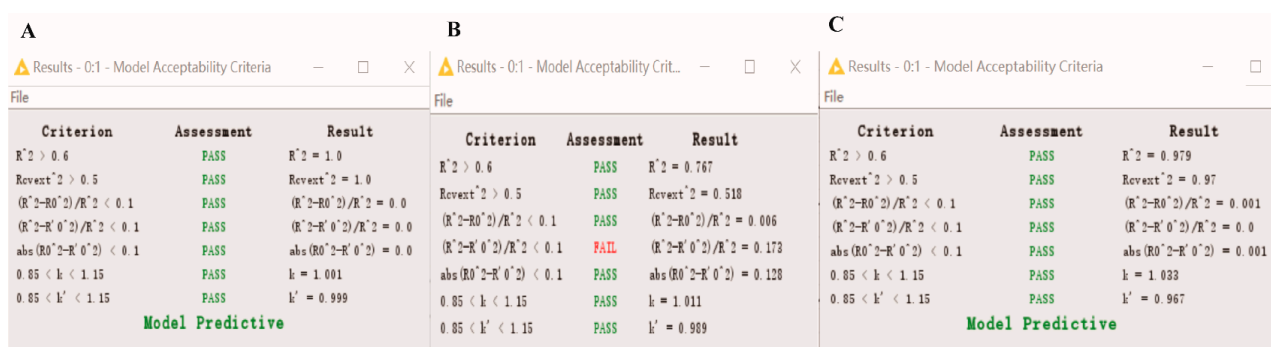 A
Results - 0:1 - Model Acceptability Criteria
File
Criterion Assessment Result
R^2 > 0.6 PASS R^2 = 1.0
Rcvext^2 > 0.5 PASS Rcvext^2 = 1.0
(R^2-R0^2)/R^2 < 0.1 PASS (R^2-R0^2)/R^2 = 0.0
(R^2-R'0^2)/R^2 < 0.1 PASS (R^2-R'0^2)/R^2 = 0.0
abs(R0^2-R'0^2) < 0.1 PASS abs(R0^2-R'0^2) = 0.0
0.85 < k < 1.15 PASS k = 1.001
0.85 < k' < 1.15 PASS k' = 0.999
Model Predictive
B
Results - 0:1 - Model Acceptability Crit...
File
Criterion Assessment Result
R^2 > 0.6 PASS R^2 = 0.767
Rcvext^2 > 0.5 PASS Rcvext^2 = 0.518
(R^2-R0^2)/R^2 < 0.1 PASS (R^2-R0^2)/R^2 = 0.006
(R^2-R'0^2)/R^2 < 0.1 FAIL (R^2-R'0^2)/R^2 = 0.173
abs(R0^2-R'0^2) < 0.1 PASS abs(R0^2-R'0^2) = 0.128
0.85 < k < 1.15 PASS k = 1.011
0.85 < k' < 1.15 PASS k' = 0.989
C
Results - 0:1 - Model Acceptability Criteria
File
Criterion Assessment Result
R^2 > 0.6 PASS R^2 = 0.979
Rcvext^2 > 0.5 PASS Rcvext^2 = 0.97
(R^2-R0^2)/R^2 < 0.1 PASS (R^2-R0^2)/R^2 = 0.001
(R^2-R'0^2)/R^2 < 0.1 PASS (R^2-R'0^2)/R^2 = 0.0
abs(R0^2-R'0^2) < 0.1 PASS abs(R0^2-R'0^2) = 0.001
0.85 < k < 1.15 PASS k = 1.033
0.85 < k' < 1.15 PASS k' = 0.967
Model Predictive